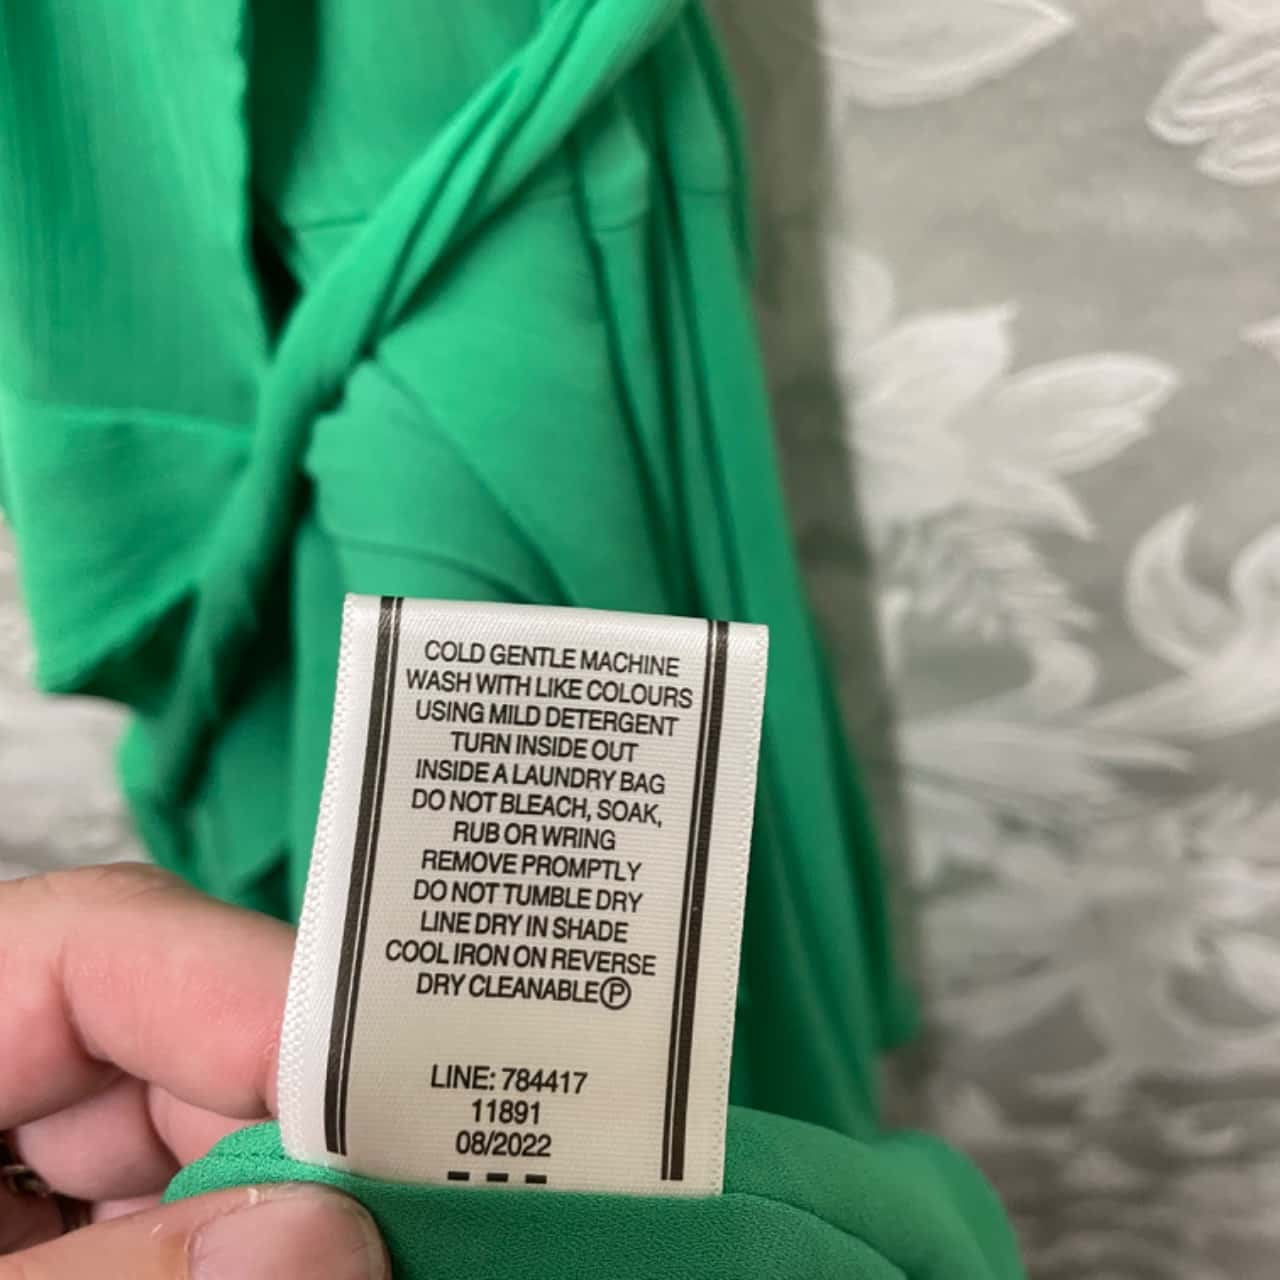 COLD GENTLE MACHINE
WASH WITH LIKE COLOURS
USING MILD DETERGENT
TURN INSIDE OUT
INSIDE A LAUNDRY BAG
DO NOT BLEACH, SOAK,
RUB OR WRING
REMOVE PROMPTLY
DO NOT TUMBLE DRY
LINE DRY IN SHADE
COOL IRON ON REVERSE
DRY CLEANABLE Ⓟ
LINE: 784417
11891
08/2022